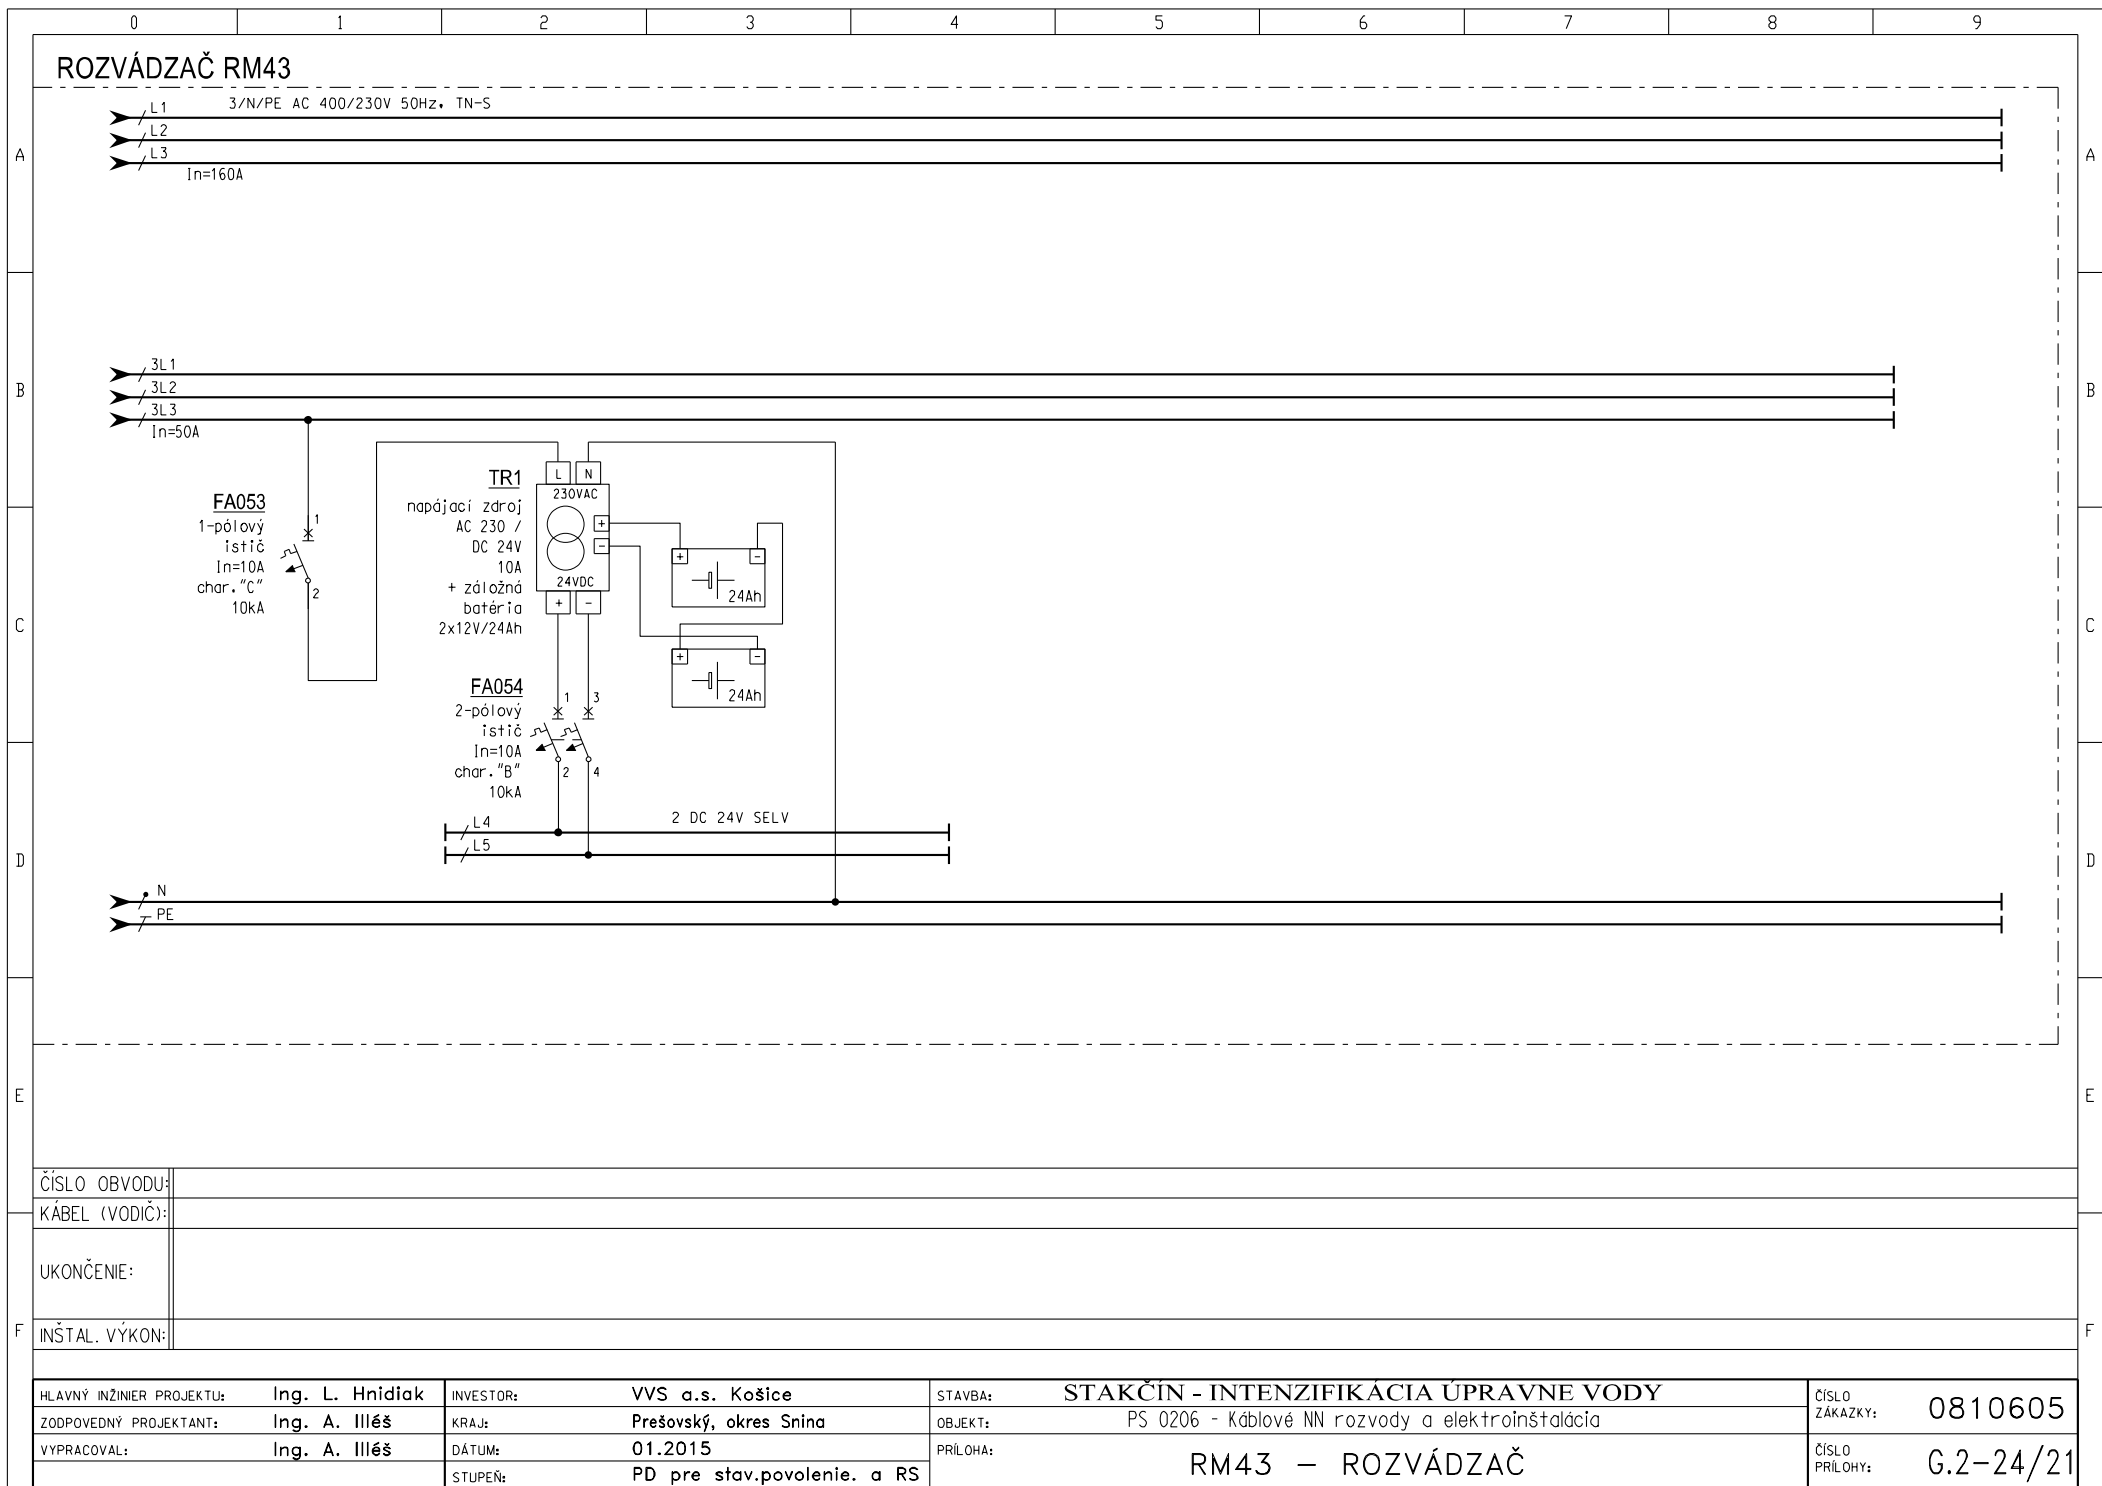 0 1 2 3 4 5 6 7 8 9
ROZVÁDZAČ RM43
L1
3/N/PE AC 400/230V 50Hz, TN-S
L2
L3
In=160A
A A
3L1
3L2
3L3
In=50A
B B
FA053
1-pólový
istič
In=10A
char."C"
10kA
1
2
TR1
napájací zdroj
AC 230 /
DC 24V
10A
+ záložná
batéria
2x12V/24Ah
L N
230VAC
+
-
24VDC
+ -
+ -
24Ah
+ -
24Ah
C C
FA054
2-pólový
istič
In=10A
char."B"
10kA
1 3
2 4
L4
2 DC 24V SELV
L5
D D
N
PE
E E
ČÍSLO OBVODU:
KÁBEL (VODIČ):
UKONČENIE:
INŠTAL. VÝKON:
F F
HLAVNÝ INŽINIER PROJEKTU: Ing. L. Hnidiak
ZODPOVEDNÝ PROJEKTANT: Ing. A. Illéš
VYPRACOVAL: Ing. A. Illéš
INVESTOR: VVS a.s. Košice
KRAJ: Prešovský, okres Snina
DÁTUM: 01.2015
STUPEŇ: PD pre stav.povolenie. a RS
STAVBA: STAKČÍN - INTENZIFIKÁCIA ÚPRAVNE VODY
OBJEKT: PS 0206 - Káblové NN rozvody a elektroinštalácia
PRÍLOHA: RM43 – ROZVÁDZAČ
ČÍSLO
ZÁKAZKY: 0810605
ČÍSLO
PRÍLOHY: G.2-24/21